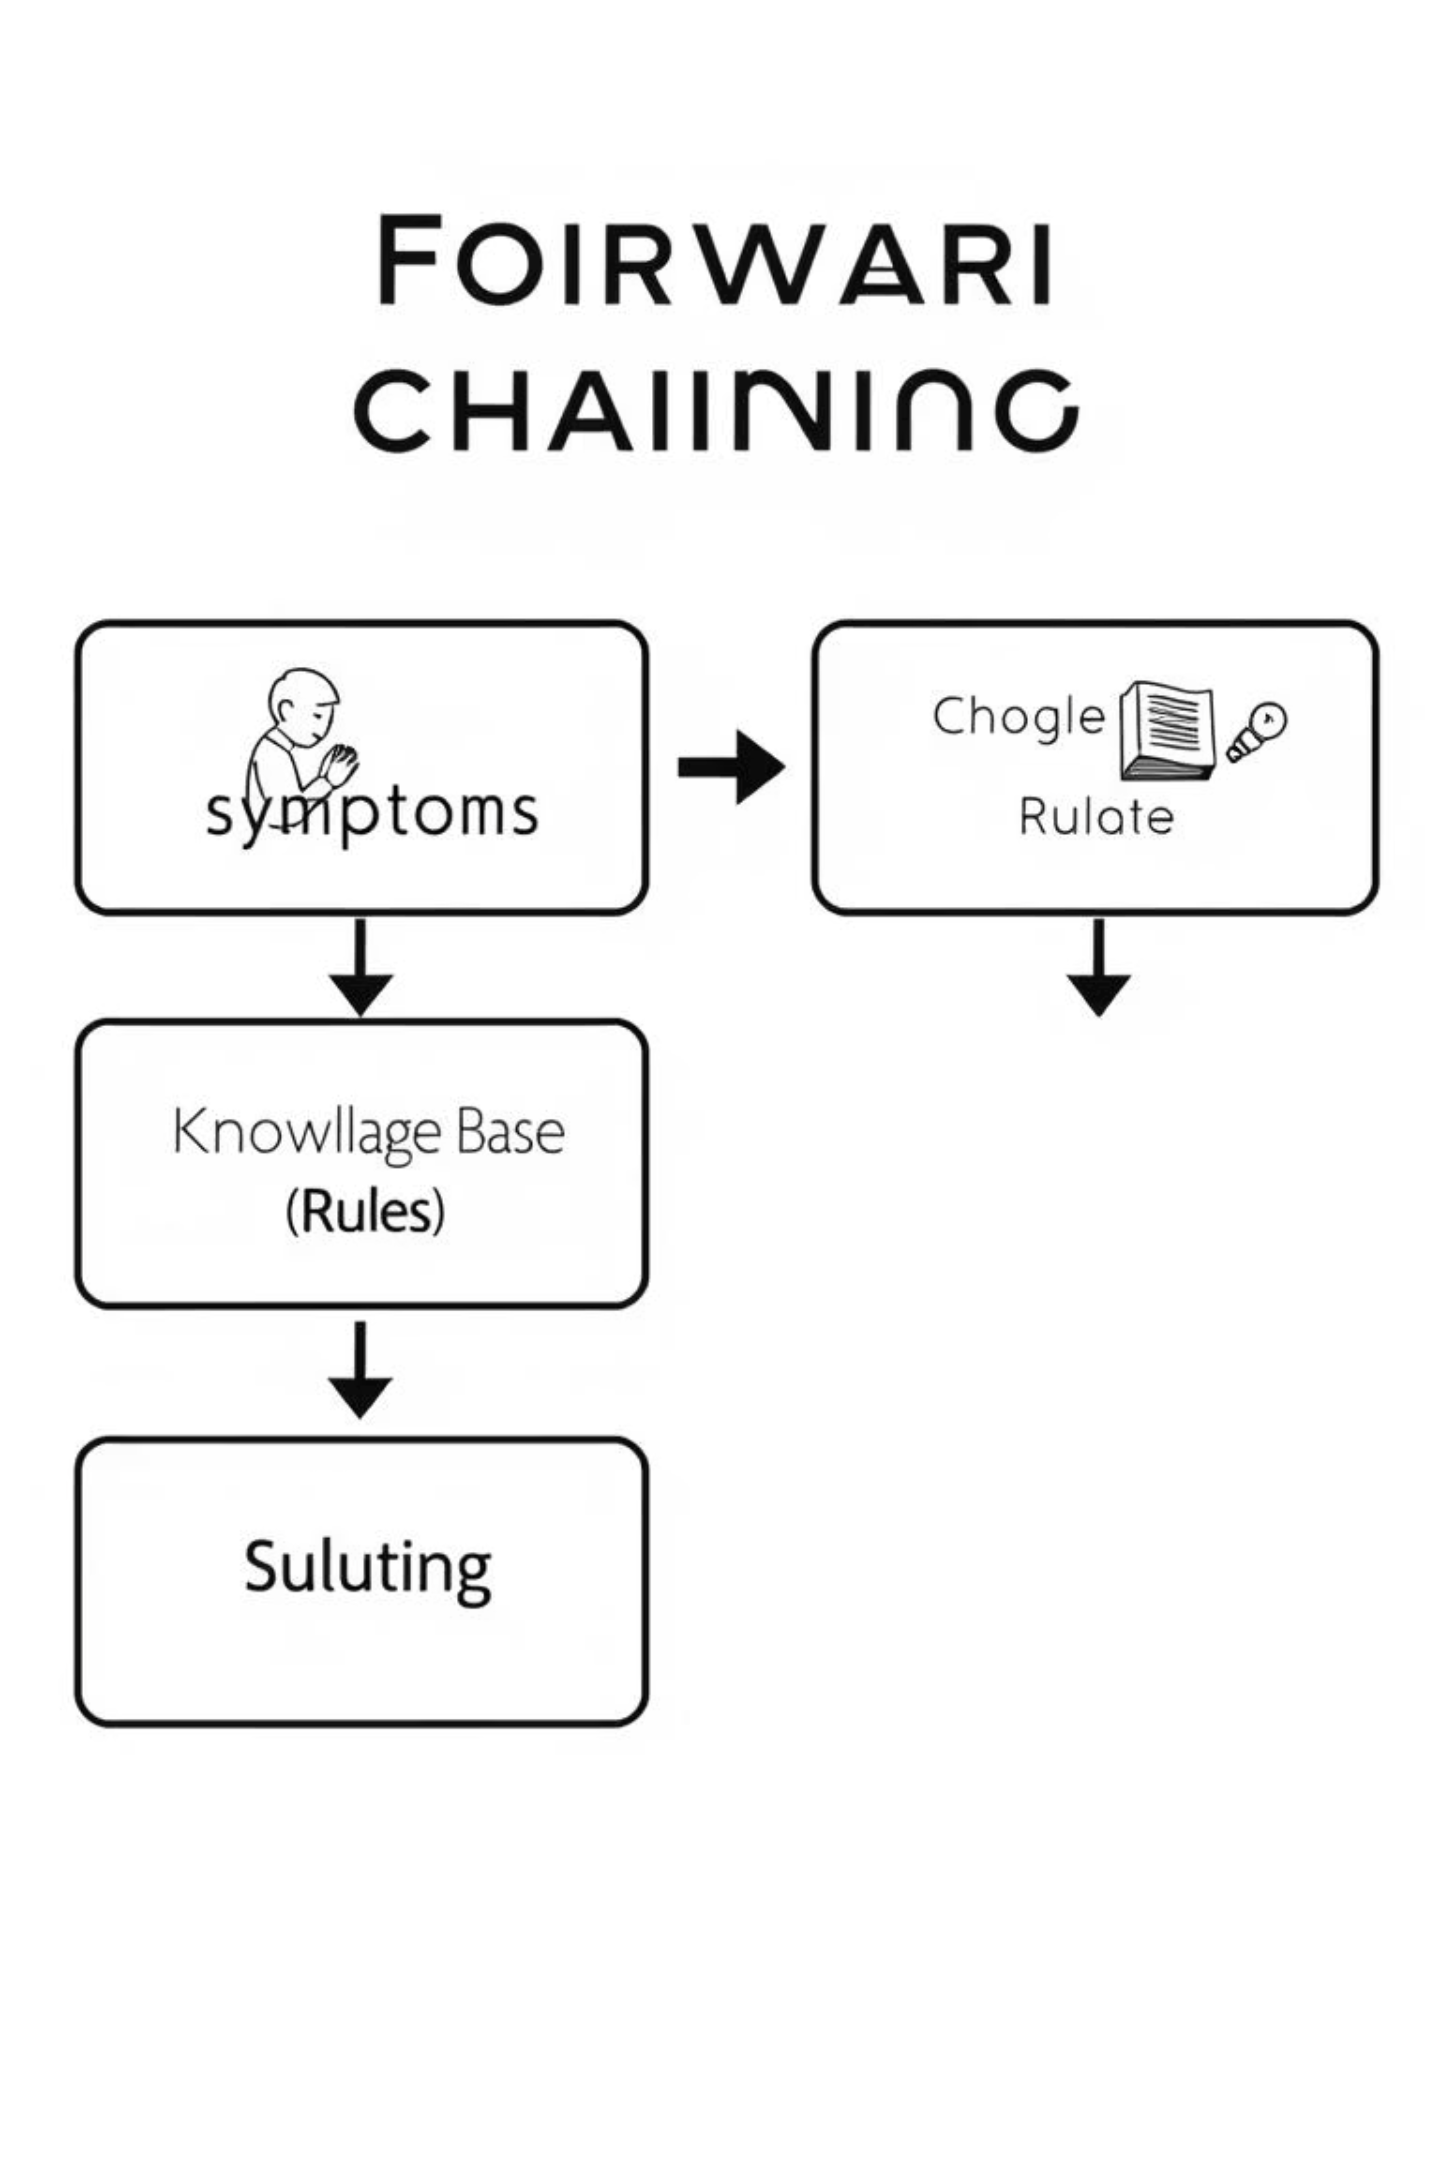 FOIRWARI
CHAIINING
symptoms
Chogle
Rulate
Knowllage Base
(Rules)
Suluting